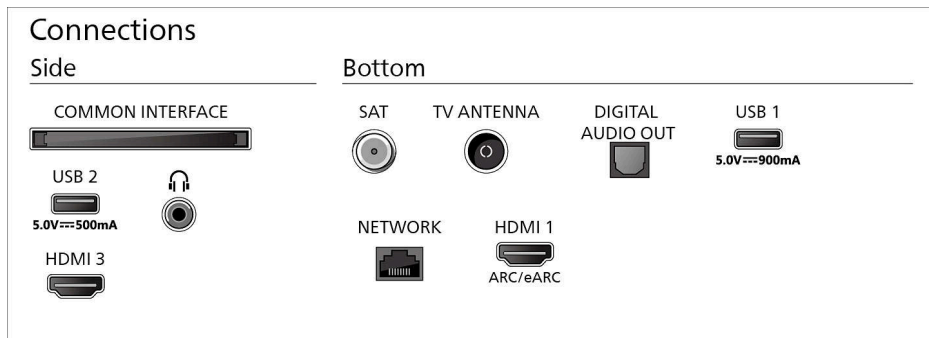 Connections
Side
COMMON INTERFACE
USB 2
5.0V⎓500mA
HDMI 3
Bottom
SAT
TV ANTENNA
DIGITAL
AUDIO OUT
USB 1
5.0V⎓900mA
NETWORK
HDMI 1
ARC/eARC